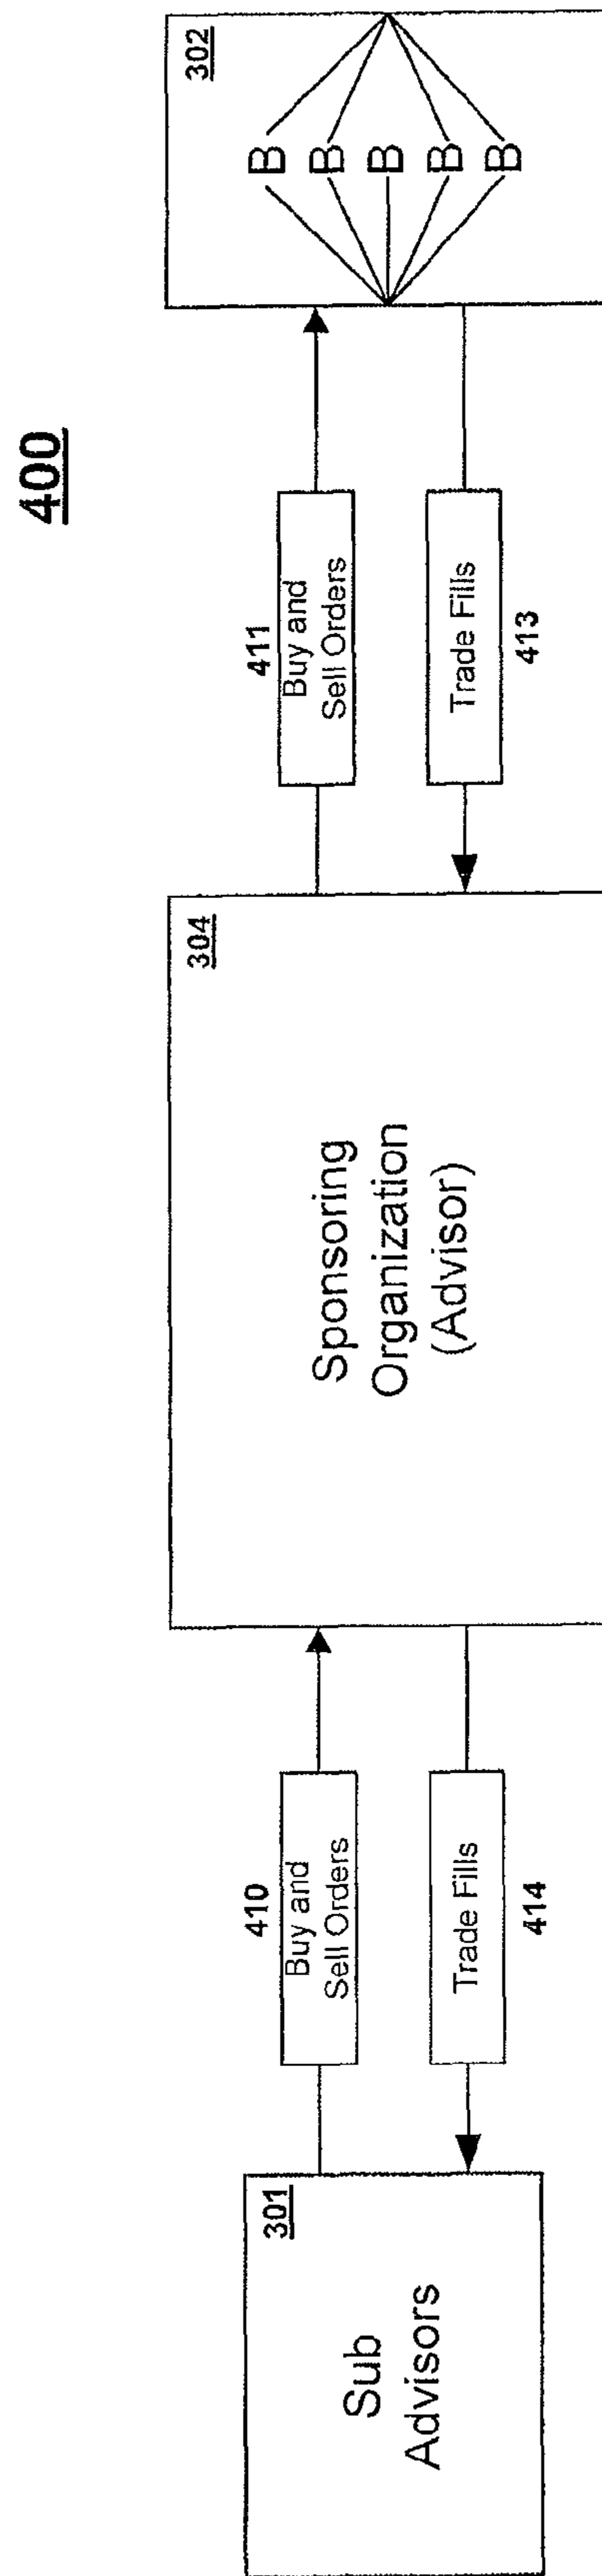 400
301
Sub
Advisors
410
Buy and
Sell Orders
Trade Fills
414
304
Sponsoring
Organization
(Advisor)
411
Buy and
Sell Orders
Trade Fills
413
302
B
B
B
B
B